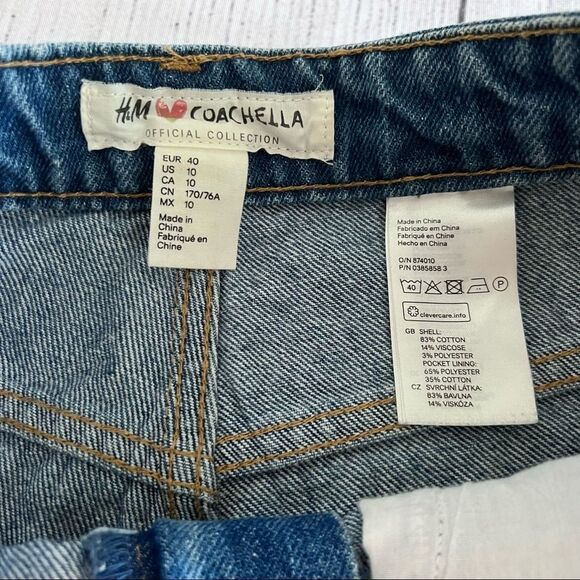 H&M COACHELLA
OFFICIAL COLLECTION
EUR 40
US 10
CA 10
CN 170/76A
MX 10
Made in
China
Fabriqué en
Chine
Made in China
Fabricado em China
Fabriqué en Chine
Hecho en China
O/N 874010
P/N 0385858 3
40
P
clevercare.info
GB SHELL:
83% COTTON
14% VISCOSE
3% POLYESTER
POCKET LINING:
65% POLYESTER
35% COTTON
CZ SVRCHNÍ LÁTKA:
83% BAVLNA
14% VISKÓZA